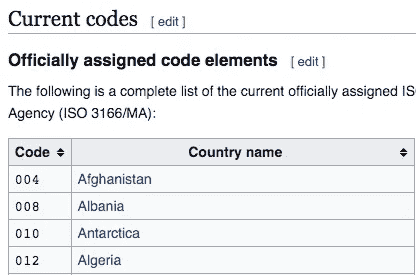 Current codes [ edit ]
Officially assigned code elements [ edit ]
The following is a complete list of the current officially assigned
Agency (ISO 3166/MA):
Code Country name
004 Afghanistan
008 Albania
010 Antarctica
012 Algeria